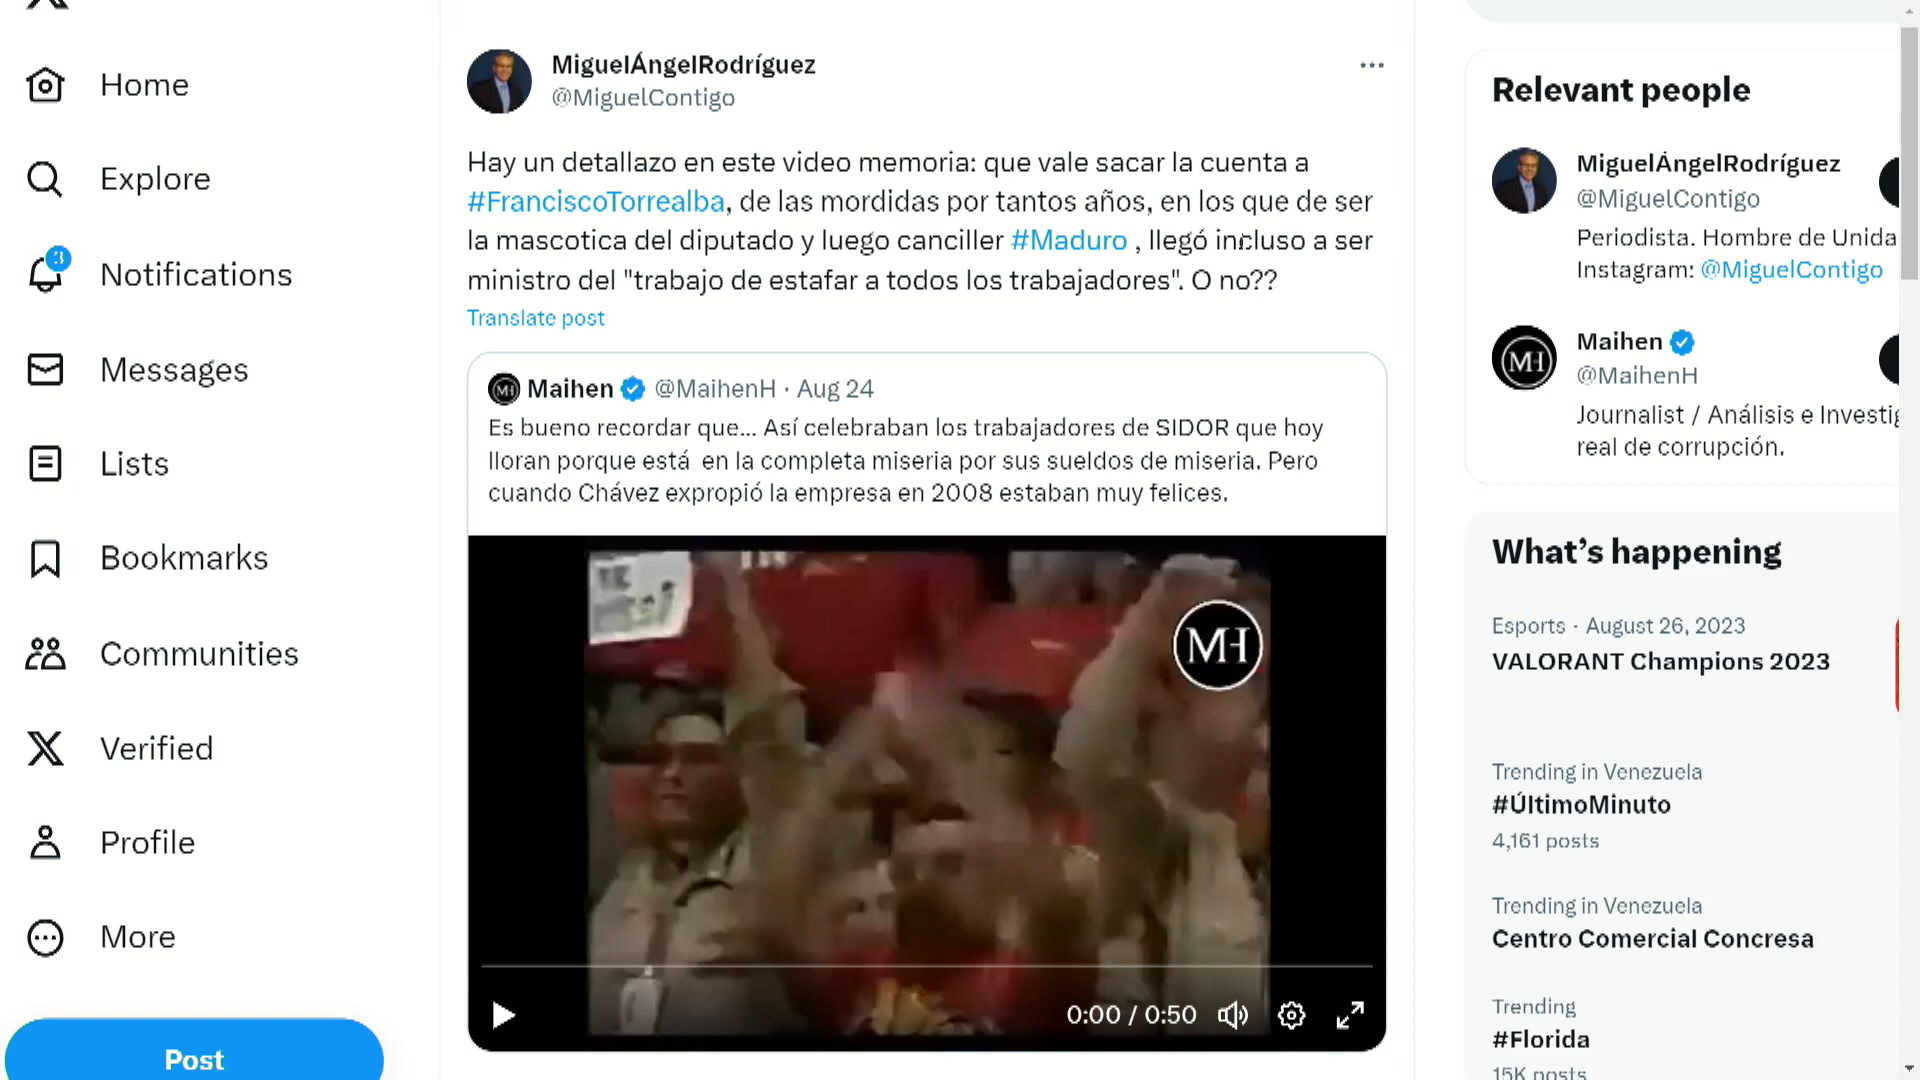 Home
Explore
3
Notifications
Messages
Lists
Bookmarks
Communities
Verified
Profile
More
Post
MiguelÁngelRodríguez
@MiguelContigo
Hay un detallazo en este video memoria: que vale sacar la cuenta a
#FranciscoTorrealba, de las mordidas por tantos años, en los que de ser
la mascotica del diputado y luego canciller #Maduro , llegó incluso a ser
ministro del "trabajo de estafar a todos los trabajadores". O no??
Translate post
MH Maihen @MaihenH · Aug 24
Es bueno recordar que... Así celebraban los trabajadores de SIDOR que hoy
lloran porque está en la completa miseria por sus sueldos de miseria. Pero
cuando Chávez expropió la empresa en 2008 estaban muy felices.
MH
0:00 / 0:50
Relevant people
MiguelÁngelRodríguez
@MiguelContigo
Periodista. Hombre de Unida
Instagram: @MiguelContigo
MH
Maihen
@MaihenH
Journalist / Análisis e Investig
real de corrupción.
What's happening
Esports · August 26, 2023
VALORANT Champions 2023
Trending in Venezuela
#ÚltimoMinuto
4,161 posts
Trending in Venezuela
Centro Comercial Concresa
Trending
#Florida
15K posts